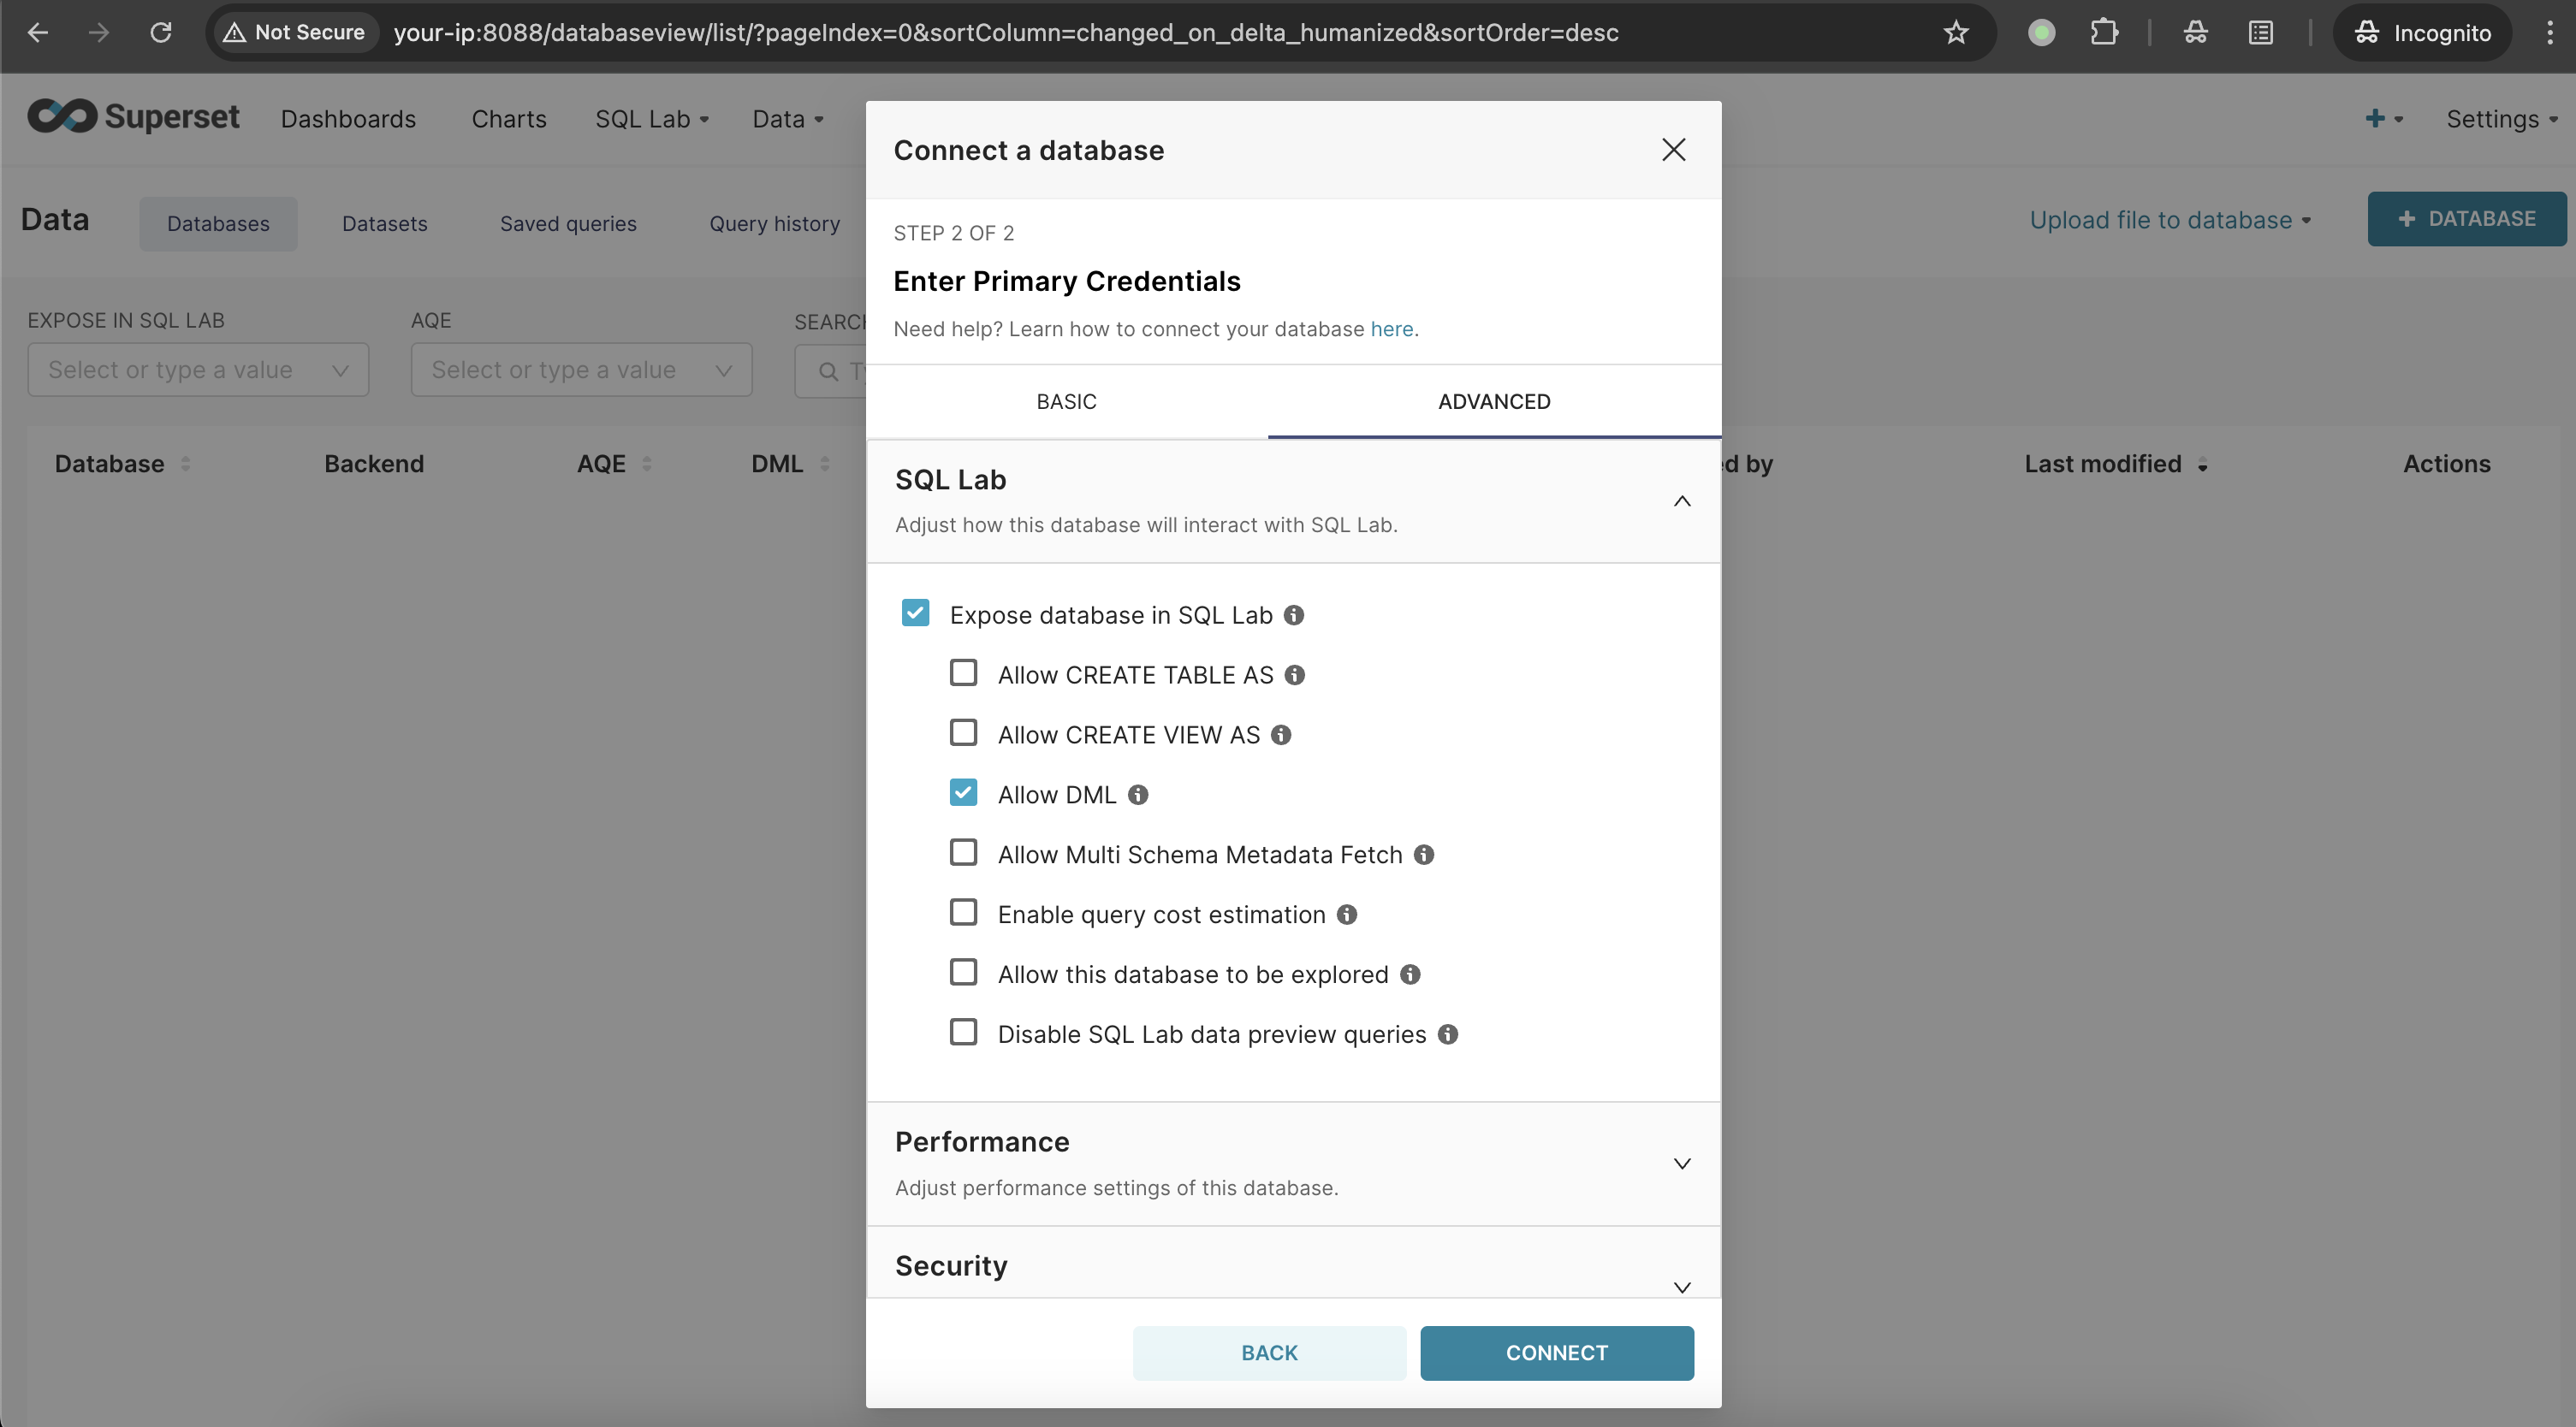 Not Secure your-ip:8088/databaseview/list/?pageIndex=0&sortColumn=changed_on_delta_humanized&sortOrder=desc Incognito
Superset Dashboards Charts SQL Lab Data Settings
Data Databases Datasets Saved queries Query history Upload file to database + DATABASE
EXPOSE IN SQL LAB AQE
Select or type a value Select or type a value
Database Backend AQE DML by Last modified Actions
Connect a database
STEP 2 OF 2
Enter Primary Credentials
Need help? Learn how to connect your database here.
BASIC ADVANCED
SQL Lab
Adjust how this database will interact with SQL Lab.
Expose database in SQL Lab
Allow CREATE TABLE AS
Allow CREATE VIEW AS
Allow DML
Allow Multi Schema Metadata Fetch
Enable query cost estimation
Allow this database to be explored
Disable SQL Lab data preview queries
Performance
Adjust performance settings of this database.
Security
BACK CONNECT